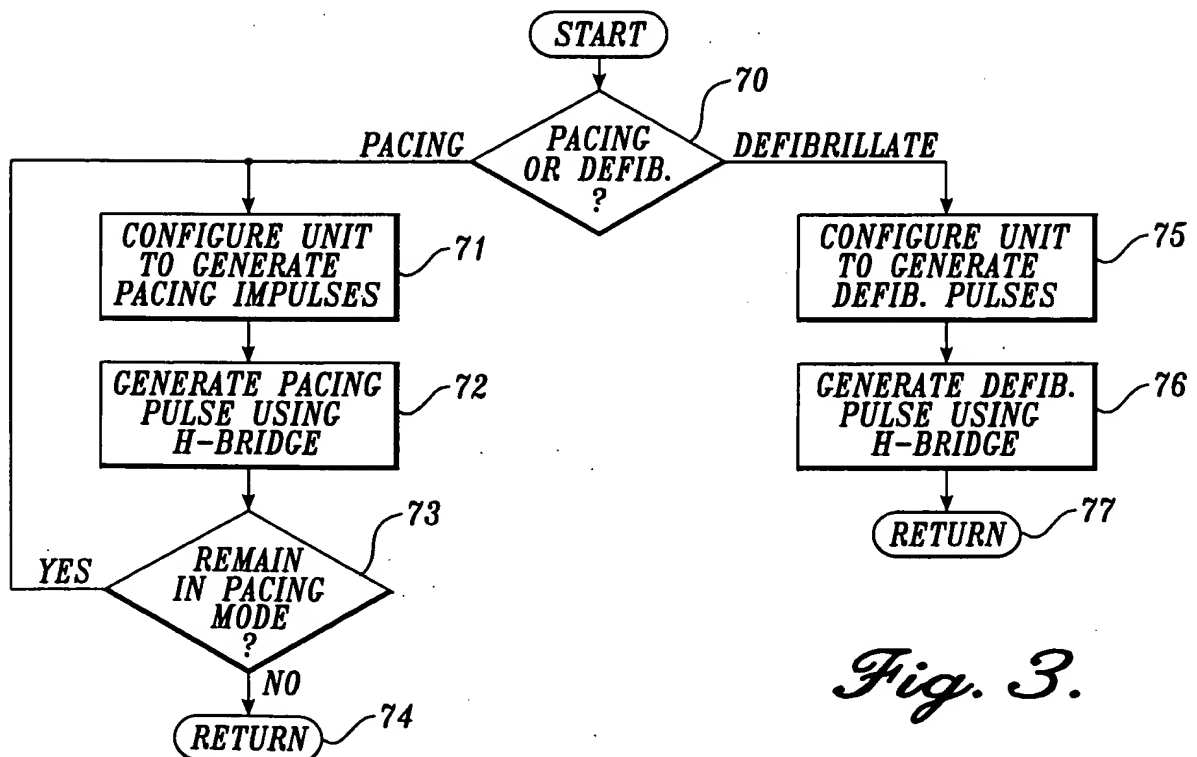 START
70
PACING
OR DEFIB.
?
PACING
DEFIBRILLATE
CONFIGURE UNIT
TO GENERATE
PACING IMPULSES
71
CONFIGURE UNIT
TO GENERATE
DEFIB. PULSES
75
GENERATE PACING
PULSE USING
H-BRIDGE
72
GENERATE DEFIB.
PULSE USING
H-BRIDGE
76
REMAIN
IN PACING
MODE
?
73
YES
NO
RETURN
77
RETURN
74
Fig. 3.